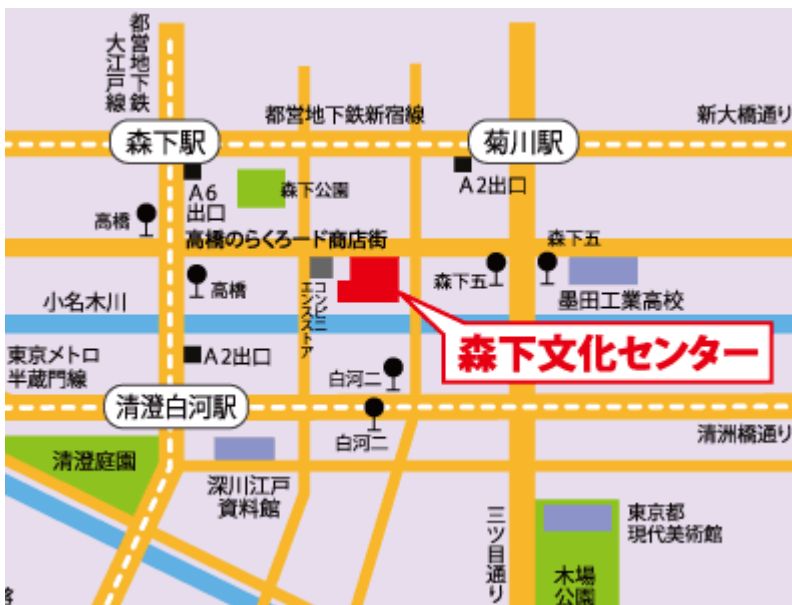 都営地下鉄
大江戸線
都営地下鉄新宿線
新大橋通り
森下駅
菊川駅
A6
出口
森下公園
A2出口
高橋
高橋のらくロード商店街
森下五
高橋
コンビニ
エンスストア
森下五
墨田工業高校
小名木川
森下文化センター
東京メトロ
半蔵門線
A2出口
白河二
清澄白河駅
清洲橋通り
白河二
清澄庭園
深川江戸
資料館
三ツ目通り
東京都
現代美術館
木場
公園